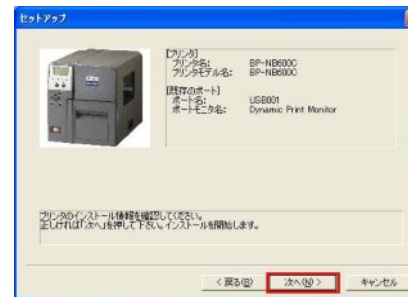 セットアップ
[プリンタ]
プリンタ名: BP-NB600C
プリンタモデル名: BP-NB600C
[既存のポート]
ポート名: USB001
ポートモニタ名: Dynamic Print Monitor
プリンタのインストール情報を確認してください。
正しければ「次へ」を押して下さい。インストールを開始します。
< 戻る(B) 次へ(N) > キャンセル